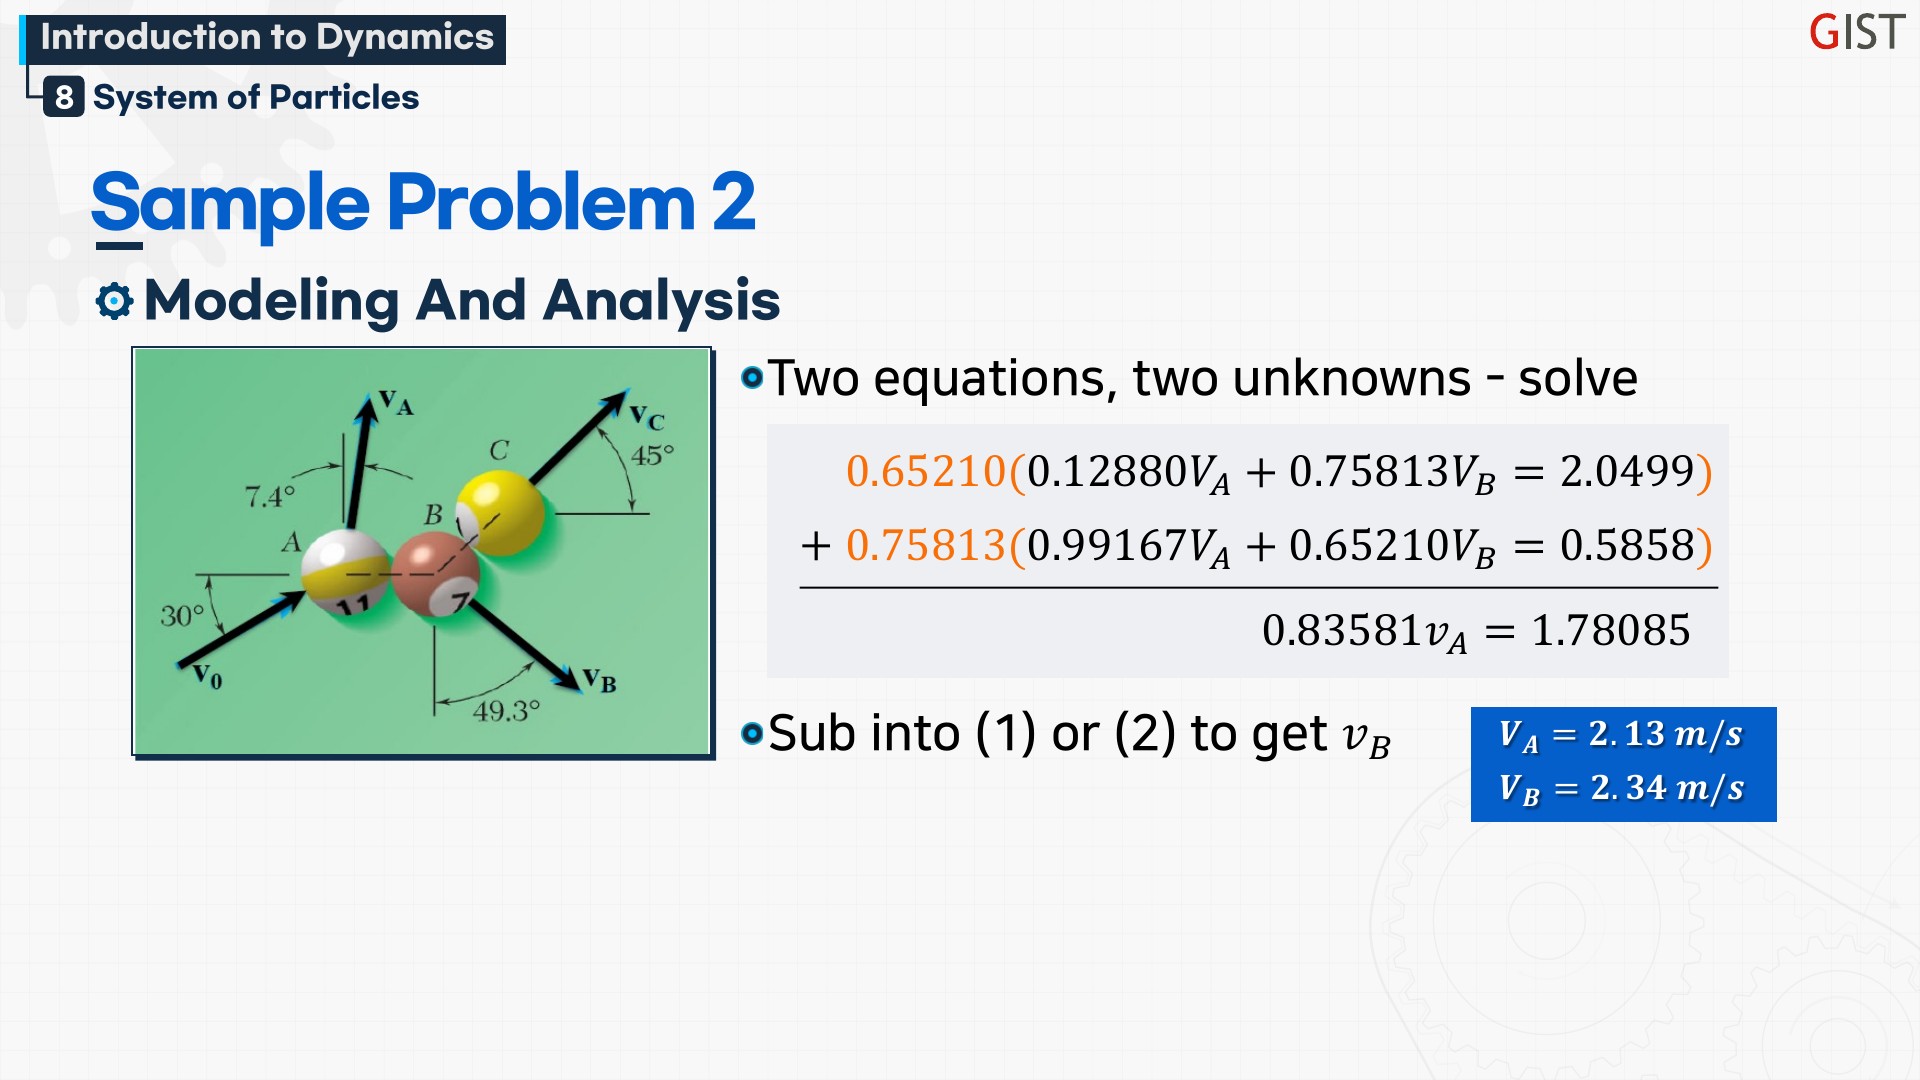 Introduction to Dynamics
GIST
8 System of Particles
Sample Problem 2
Modeling And Analysis
v_A
v_C
C
45°
7.4°
B
A
11
7
30°
v_0
v_B
49.3°
Two equations, two unknowns - solve
0.65210(0.12880V_A + 0.75813V_B = 2.0499)
+ 0.75813(0.99167V_A + 0.65210V_B = 0.5858)
0.83581v_A = 1.78085
Sub into (1) or (2) to get v_B
V_A = 2.13 m/s
V_B = 2.34 m/s